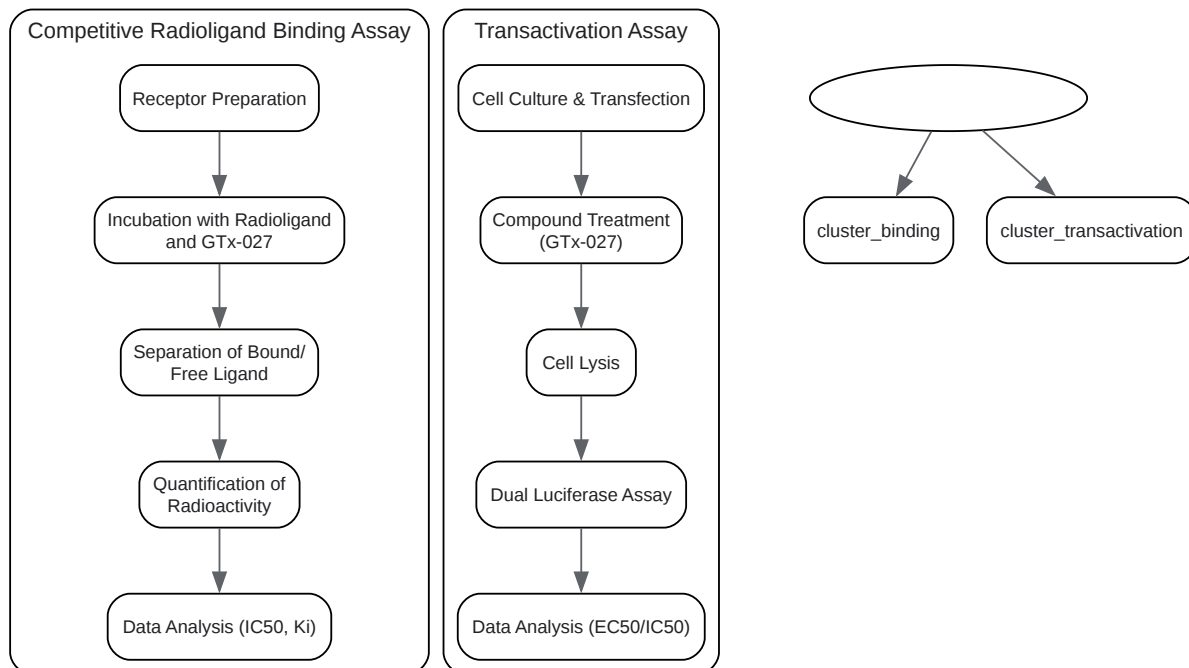 Competitive Radioligand Binding Assay
Receptor Preparation
Incubation with Radioligand
and GTx-027
Separation of Bound/
Free Ligand
Quantification of
Radioactivity
Data Analysis (IC50, Ki)
Transactivation Assay
Cell Culture & Transfection
Compound Treatment
(GTx-027)
Cell Lysis
Dual Luciferase Assay
Data Analysis (EC50/IC50)
cluster_binding
cluster_transactivation